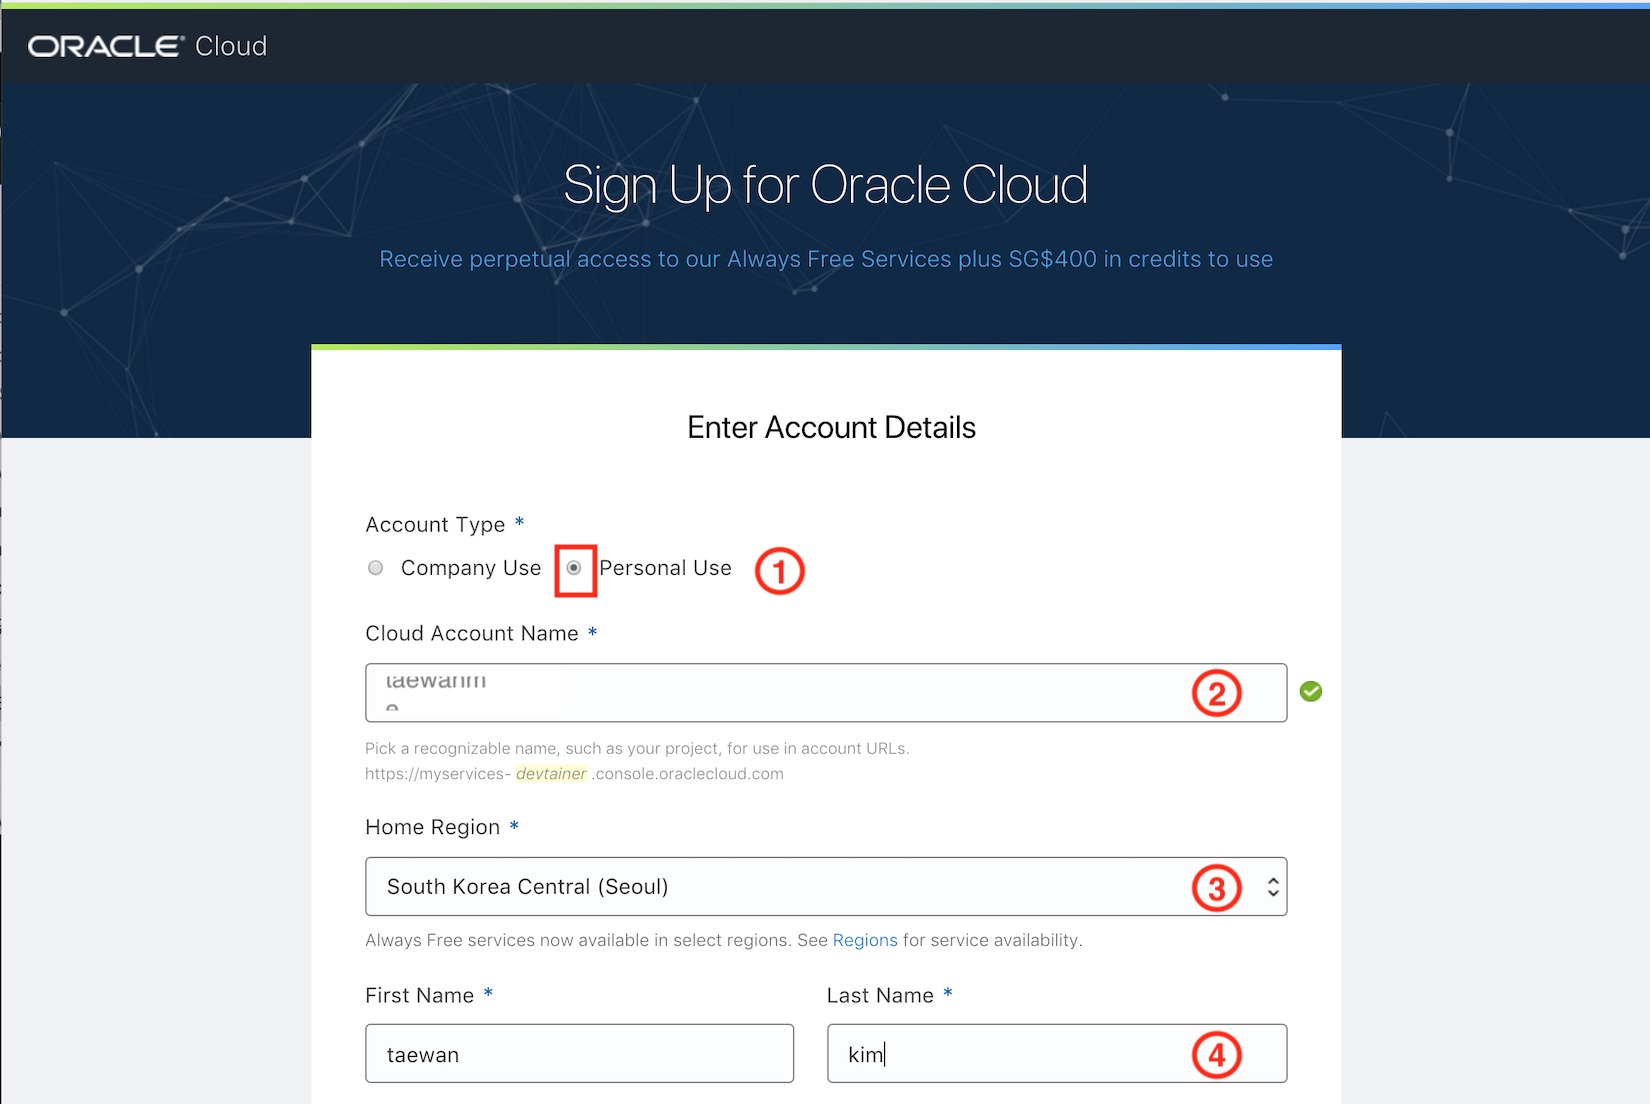 ORACLE® Cloud
Sign Up for Oracle Cloud
Receive perpetual access to our Always Free Services plus SG$400 in credits to use
Enter Account Details
Account Type *
Company Use Personal Use 1
Cloud Account Name *
taewanm
e
2
Pick a recognizable name, such as your project, for use in account URLs.
https://myservices- devtainer .console.oraclecloud.com
Home Region *
South Korea Central (Seoul) 3
Always Free services now available in select regions. See Regions for service availability.
First Name * Last Name *
taewan kim 4